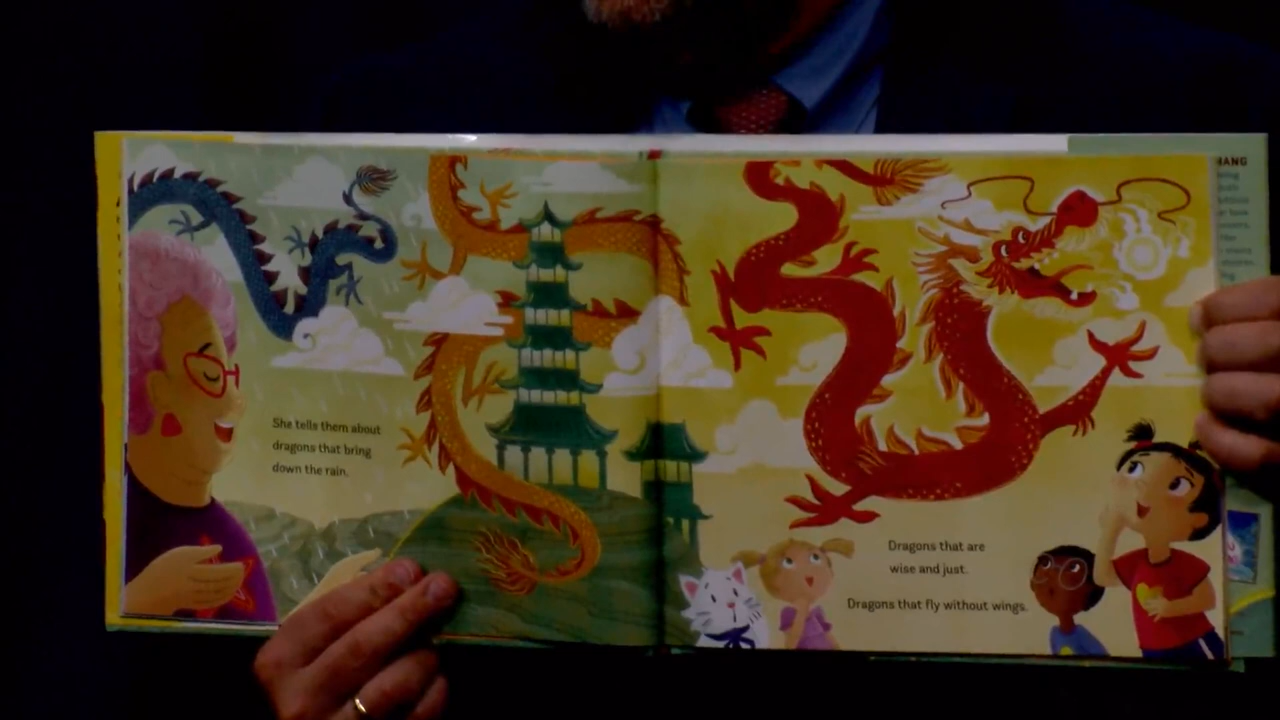 She tells them about
dragons that bring
down the rain.
Dragons that are
wise and just.
Dragons that fly without wings.